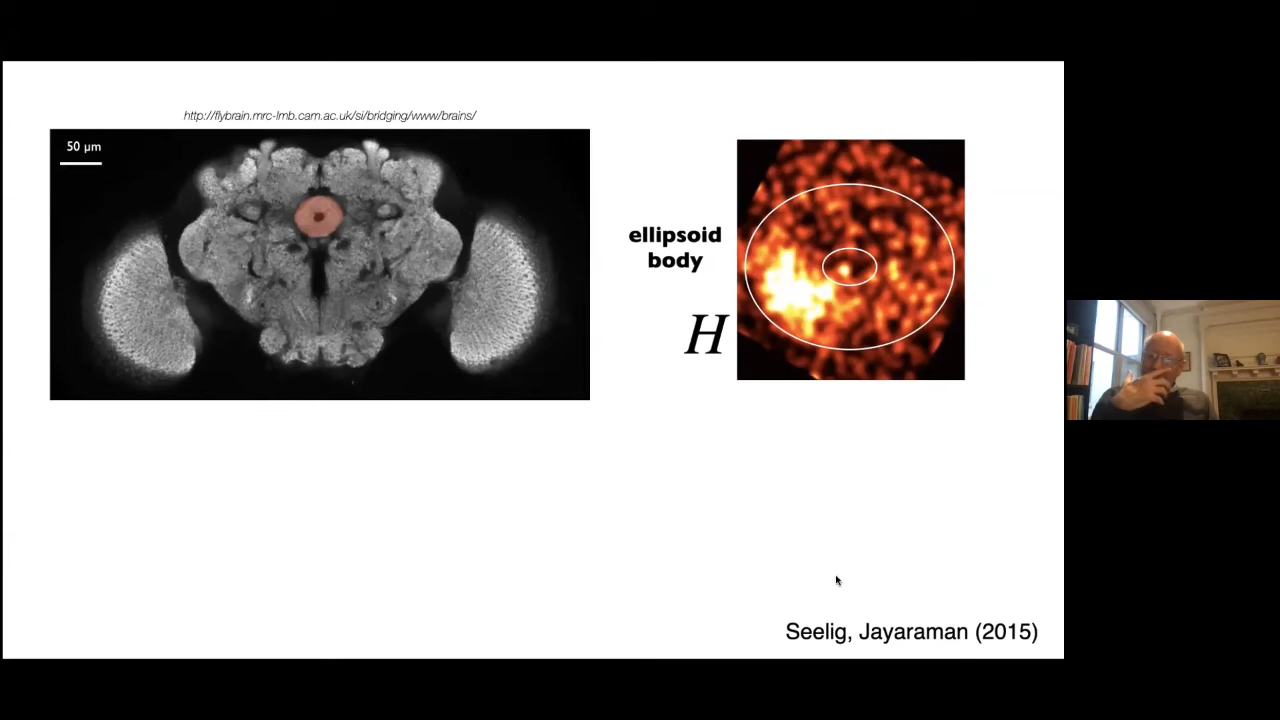 http://flybrain.mrc-lmb.cam.ac.uk/si/bridging/www/brains/
50 µm
ellipsoid
body
H
Seelig, Jayaraman (2015)